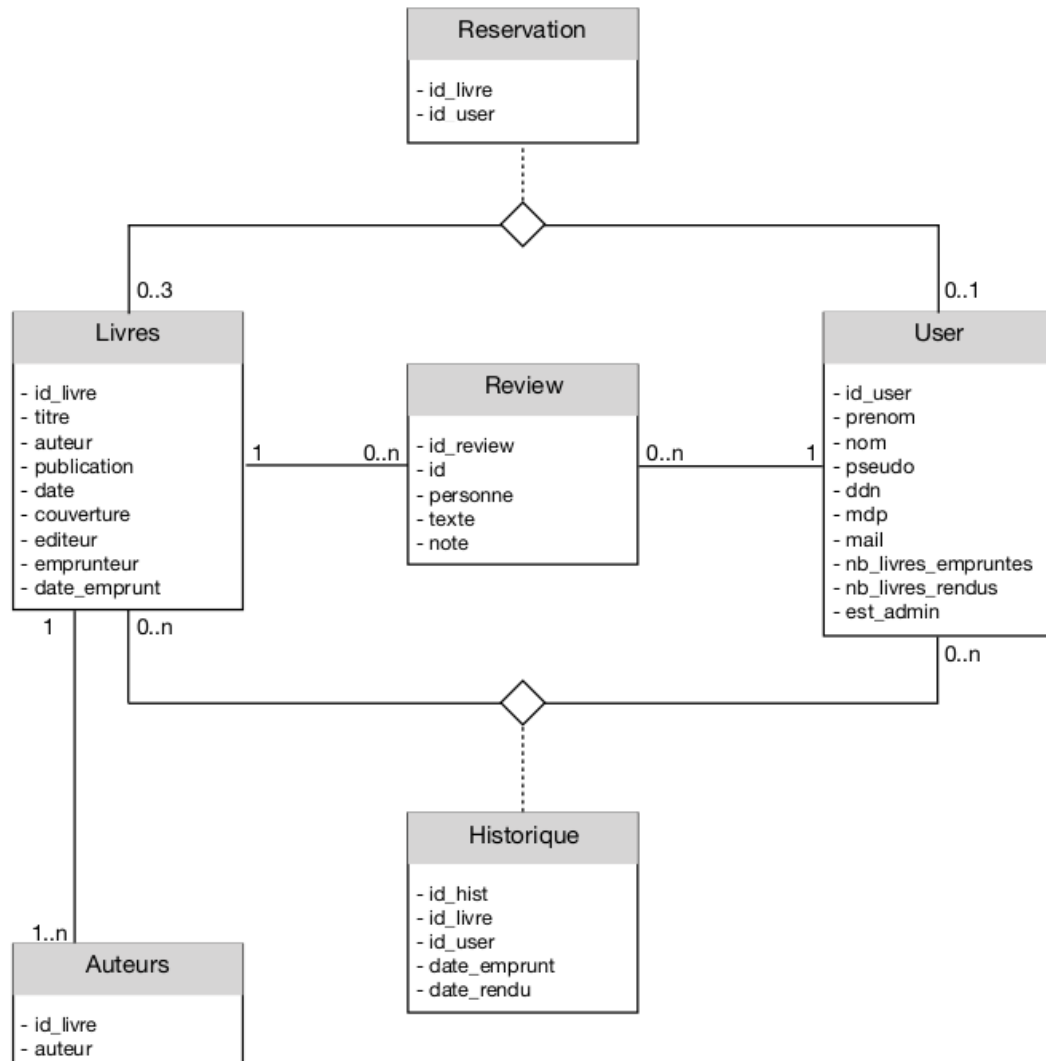 Reservation
- id_livre
- id_user
0..3
0..1
Livres
- id_livre
- titre
- auteur
- publication
- date
- couverture
- editeur
- emprunteur
- date_emprunt
1
0..n
Review
- id_review
- id
- personne
- texte
- note
0..n
1
User
- id_user
- prenom
- nom
- pseudo
- ddn
- mdp
- mail
- nb_livres_empruntes
- nb_livres_rendus
- est_admin
1
0..n
0..n
Historique
- id_hist
- id_livre
- id_user
- date_emprunt
- date_rendu
1..n
Auteurs
- id_livre
- auteur